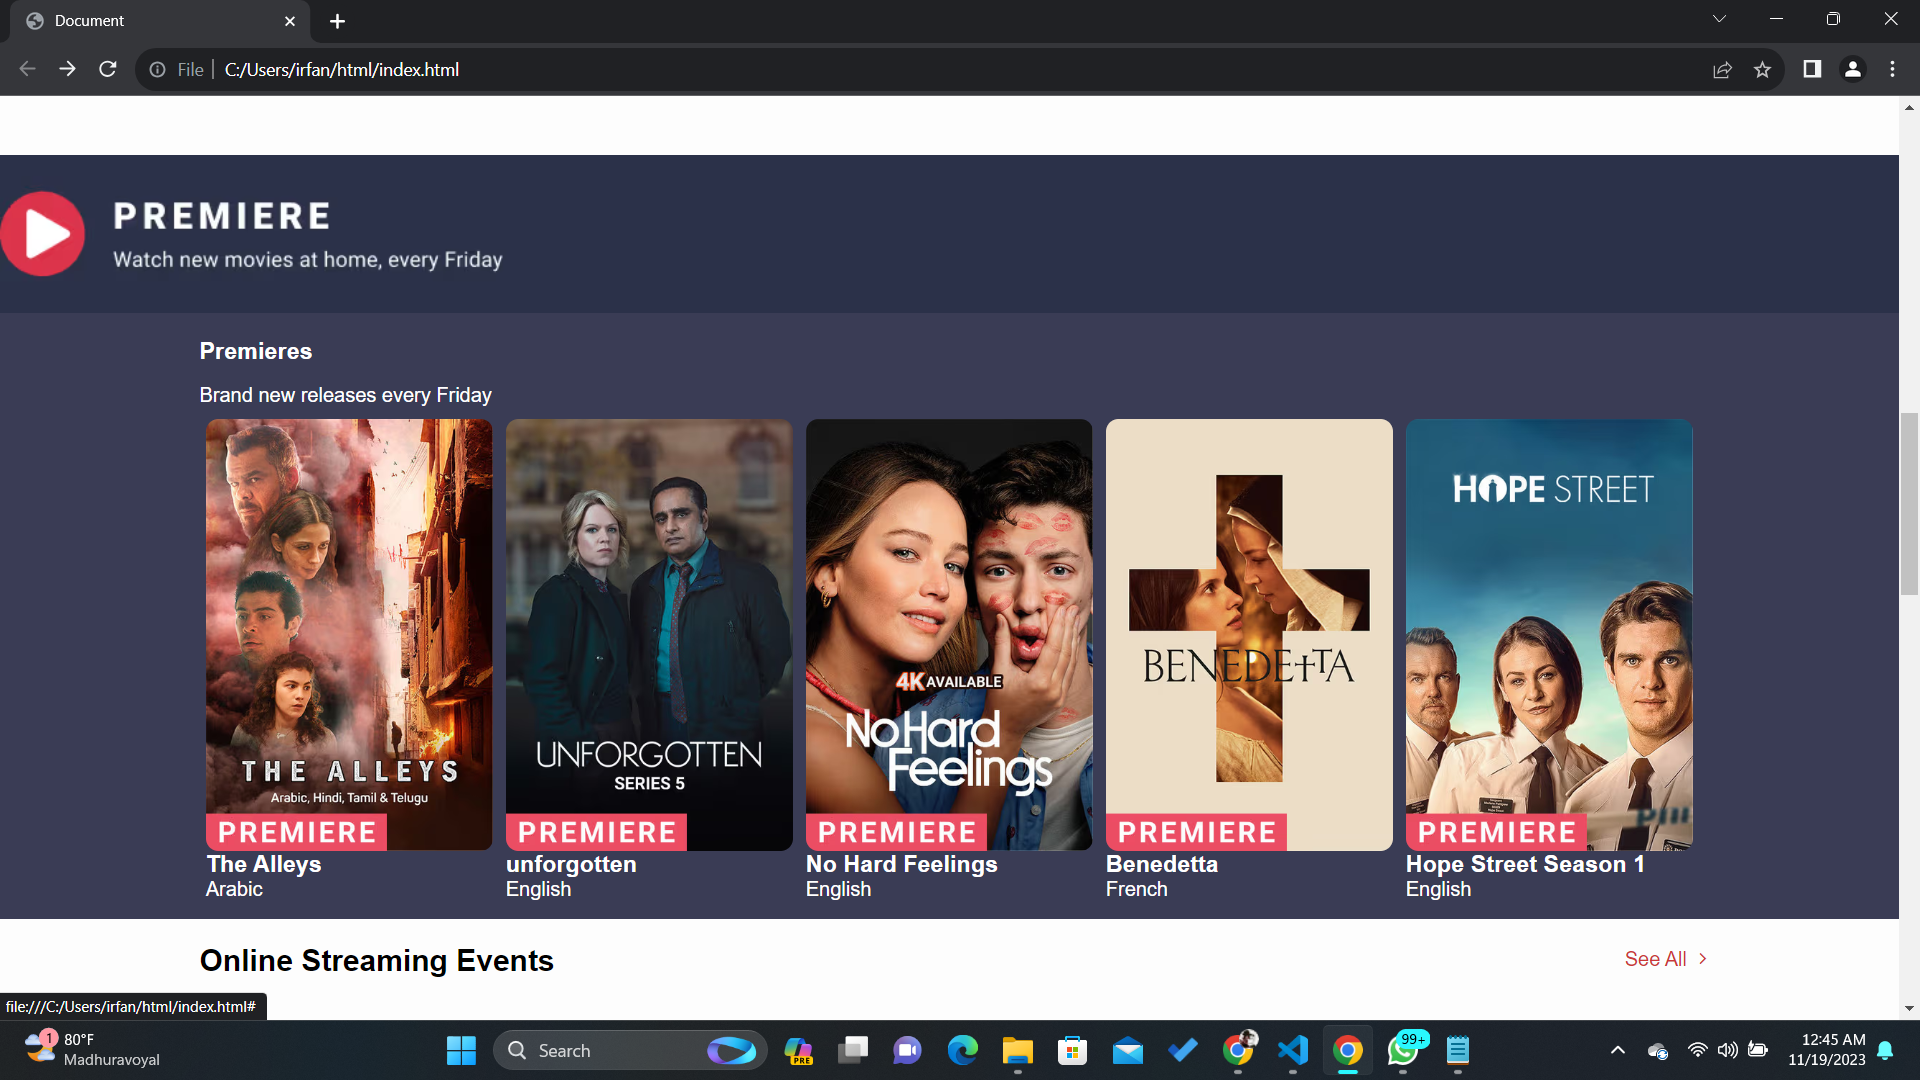 Document
File
C:/Users/irfan/html/index.html
PREMIERE
Watch new movies at home, every Friday
Premieres
Brand new releases every Friday
THE ALLEYS
Arabic, Hindi, Tamil & Telugu
PREMIERE
The Alleys
Arabic
UNFORGOTTEN
SERIES 5
PREMIERE
unforgotten
English
4K AVAILABLE
No Hard
Feelings
PREMIERE
No Hard Feelings
English
BENEDETTA
PREMIERE
Benedetta
French
HOPE STREET
PREMIERE
Hope Street Season 1
English
Online Streaming Events
See All
file:///C:/Users/irfan/html/index.html#
1
80°F
Madhuravoyal
Search
PRE
99+
12:45 AM
11/19/2023